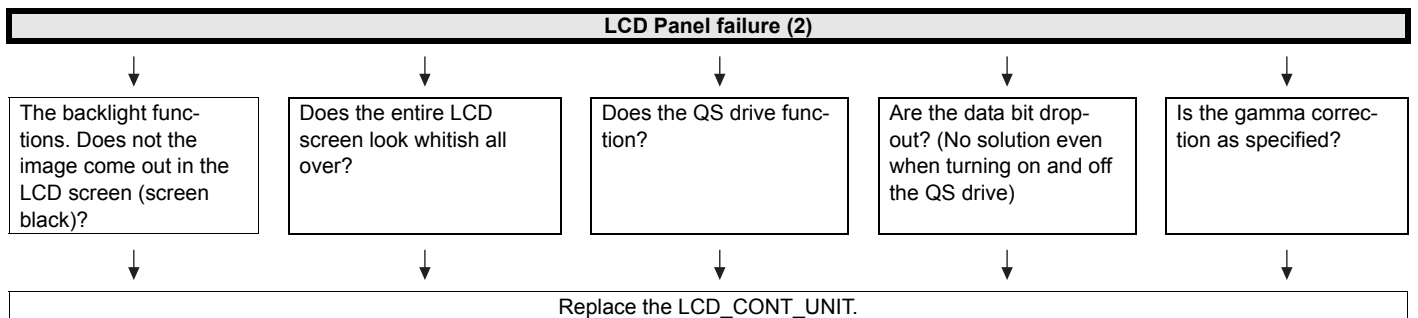 LCD Panel failure (2)
The backlight func-
tions. Does not the
image come out in the
LCD screen (screen
black)?
Does the entire LCD
screen look whitish all
over?
Does the QS drive func-
tion?
Are the data bit drop-
out? (No solution even
when turning on and off
the QS drive)
Is the gamma correc-
tion as specified?
Replace the LCD_CONT_UNIT.